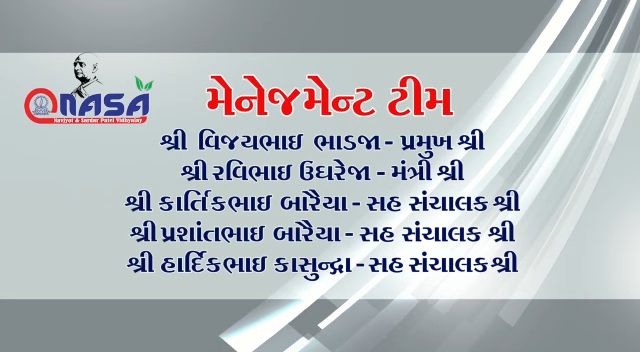 NASA
Navjyot & Sardar Patel Vidhyalay
મેનેજમેન્ટ ટીમ
શ્રી વિજયભાઇ ભાડજા - પ્રમુખ શ્રી
શ્રી રવિભાઇ ઉઘરેજા - મંત્રી શ્રી
શ્રી કાર્તિકભાઇ બારૈયા - સહ સંચાલક શ્રી
શ્રી પ્રશાંતભાઇ બારૈયા - સહ સંચાલક શ્રી
શ્રી હાર્દિકભાઇ કાસુન્દ્રા - સહ સંચાલક શ્રી